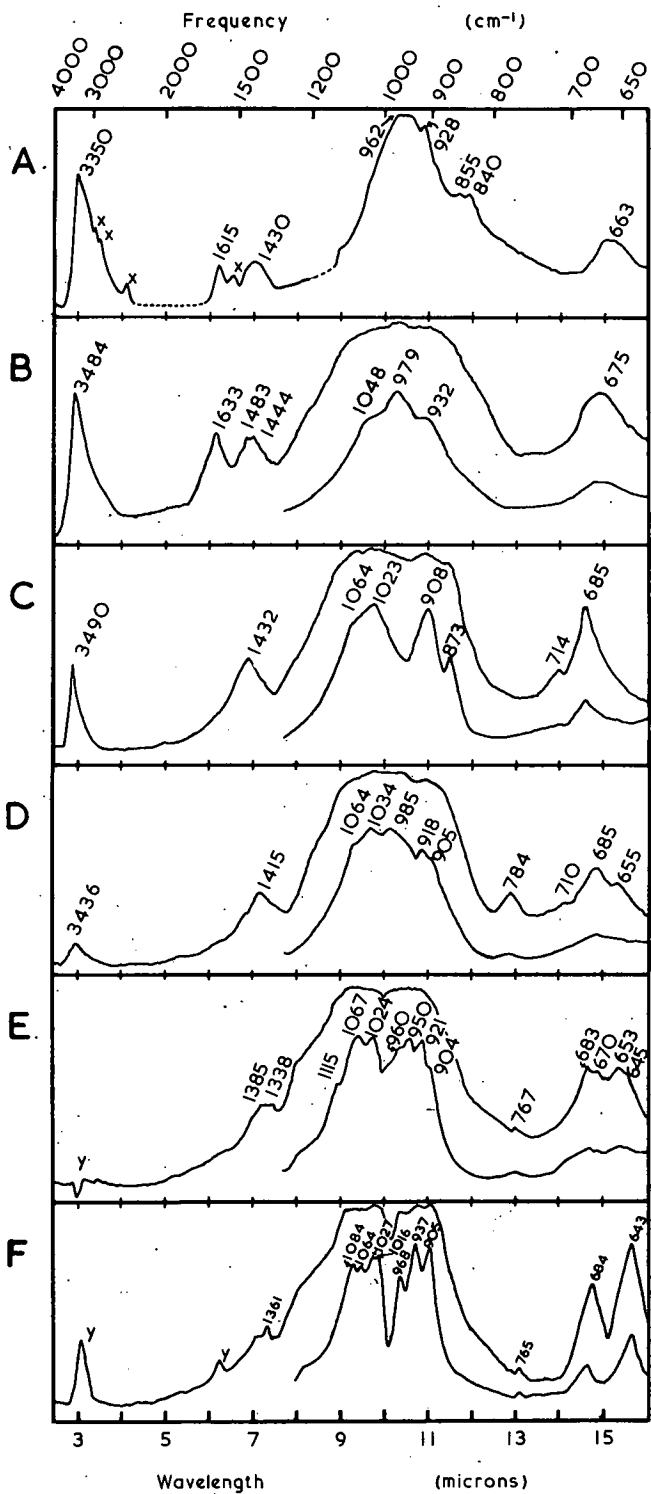 Frequency (cm⁻¹)
4000 3000 2000 1500 1200 1000 900 800 700 650
A
3350 x x x 1615 x 1430 962 928 855 840 663
B
3484 1633 1483 1444 1048 979 932 675
C
3490 1432 1064 1023 908 873 714 685
D
3436 1415 1064 1034 985 918 905 784 710 685 655
E.
y 1385 1338 1115 1067 1024 960 950 921 904 767 683 670 653 645
F
y y 1361 1084 1064 1027 1016 968 937 905 765 684 643
3 5 7 9 11 13 15
Wavelength (microns)